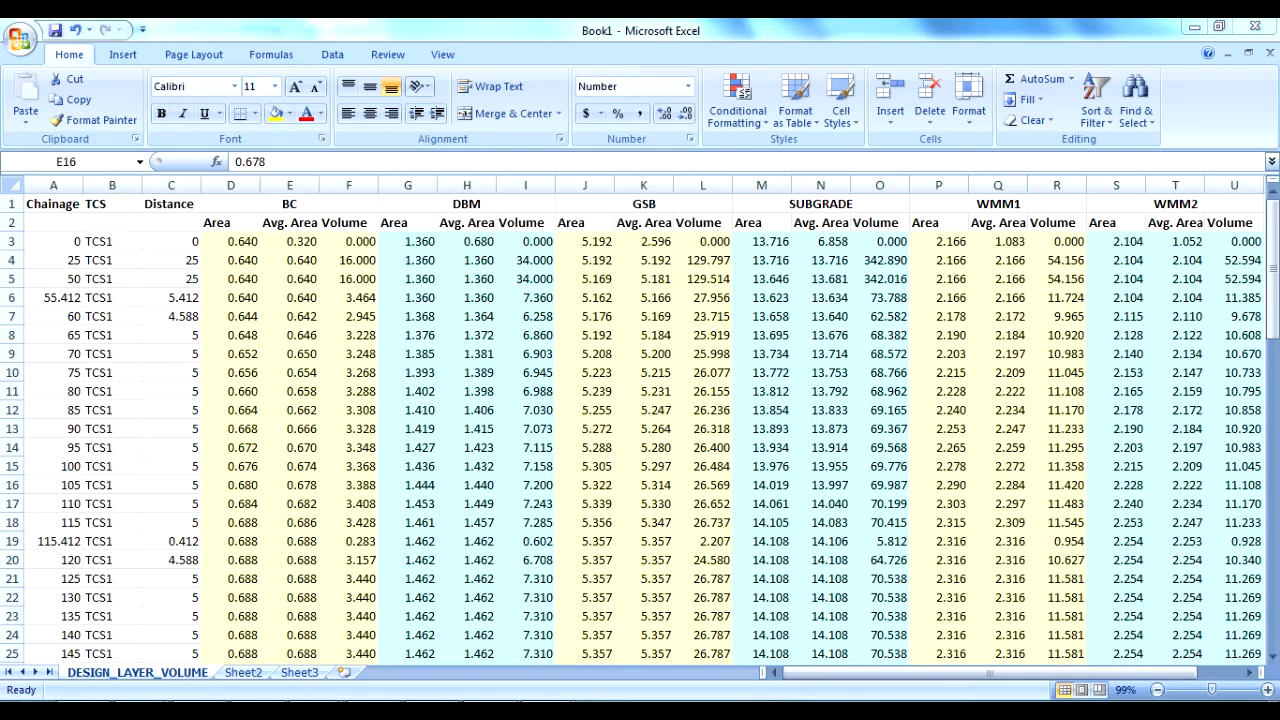 Book1 - Microsoft Excel
Home Insert Page Layout Formulas Data Review View
Cut Calibri 11 A A Wrap Text Number AutoSum
Paste Copy Conditional Formatting Format as Table Cell Styles Insert Delete Format Fill Sort & Filter Find & Select
Format Painter B I U A Merge & Center $ % , Clear
Clipboard Font Alignment Number Styles Cells Editing
E16 fx 0.678
A B C D E F G H I J K L M N O P Q R S T U
1 Chainage TCS Distance BC DBM GSB SUBGRADE WMM1 WMM2
2 Area Avg. Area Volume Area Avg. Area Volume Area Avg. Area Volume Area Avg. Area Volume Area Avg. Area Volume Area Avg. Area Volume
3 0 TCS1 0 0.640 0.320 0.000 1.360 0.680 0.000 5.192 2.596 0.000 13.716 6.858 0.000 2.166 1.083 0.000 2.104 1.052 0.000
4 25 TCS1 25 0.640 0.640 16.000 1.360 1.360 34.000 5.192 5.192 129.797 13.716 13.716 342.890 2.166 2.166 54.156 2.104 2.104 52.594
5 50 TCS1 25 0.640 0.640 16.000 1.360 1.360 34.000 5.169 5.181 129.514 13.646 13.681 342.016 2.166 2.166 54.156 2.104 2.104 52.594
6 55.412 TCS1 5.412 0.640 0.640 3.464 1.360 1.360 7.360 5.162 5.166 27.956 13.623 13.634 73.788 2.166 2.166 11.724 2.104 2.104 11.385
7 60 TCS1 4.588 0.644 0.642 2.945 1.368 1.364 6.258 5.176 5.169 23.715 13.658 13.640 62.582 2.178 2.172 9.965 2.115 2.110 9.678
8 65 TCS1 5 0.648 0.646 3.228 1.376 1.372 6.860 5.192 5.184 25.919 13.695 13.676 68.382 2.190 2.184 10.920 2.128 2.122 10.608
9 70 TCS1 5 0.652 0.650 3.248 1.385 1.381 6.903 5.208 5.200 25.998 13.734 13.714 68.572 2.203 2.197 10.983 2.140 2.134 10.670
10 75 TCS1 5 0.656 0.654 3.268 1.393 1.389 6.945 5.223 5.215 26.077 13.772 13.753 68.766 2.215 2.209 11.045 2.153 2.147 10.733
11 80 TCS1 5 0.660 0.658 3.288 1.402 1.398 6.988 5.239 5.231 26.155 13.812 13.792 68.962 2.228 2.222 11.108 2.165 2.159 10.795
12 85 TCS1 5 0.664 0.662 3.308 1.410 1.406 7.030 5.255 5.247 26.236 13.854 13.833 69.165 2.240 2.234 11.170 2.178 2.172 10.858
13 90 TCS1 5 0.668 0.666 3.328 1.419 1.415 7.073 5.272 5.264 26.318 13.893 13.873 69.367 2.253 2.247 11.233 2.190 2.184 10.920
14 95 TCS1 5 0.672 0.670 3.348 1.427 1.423 7.115 5.288 5.280 26.400 13.934 13.914 69.568 2.265 2.259 11.295 2.203 2.197 10.983
15 100 TCS1 5 0.676 0.674 3.368 1.436 1.432 7.158 5.305 5.297 26.484 13.976 13.955 69.776 2.278 2.272 11.358 2.215 2.209 11.045
16 105 TCS1 5 0.680 0.678 3.388 1.444 1.440 7.200 5.322 5.314 26.569 14.019 13.997 69.987 2.290 2.284 11.420 2.228 2.222 11.108
17 110 TCS1 5 0.684 0.682 3.408 1.453 1.449 7.243 5.339 5.330 26.652 14.061 14.040 70.199 2.303 2.297 11.483 2.240 2.234 11.170
18 115 TCS1 5 0.688 0.686 3.428 1.461 1.457 7.285 5.356 5.347 26.737 14.105 14.083 70.415 2.315 2.309 11.545 2.253 2.247 11.233
19 115.412 TCS1 0.412 0.688 0.688 0.283 1.462 1.462 0.602 5.357 5.357 2.207 14.108 14.106 5.812 2.316 2.316 0.954 2.254 2.253 0.928
20 120 TCS1 4.588 0.688 0.688 3.157 1.462 1.462 6.708 5.357 5.357 24.580 14.108 14.108 64.726 2.316 2.316 10.627 2.254 2.254 10.340
21 125 TCS1 5 0.688 0.688 3.440 1.462 1.462 7.310 5.357 5.357 26.787 14.108 14.108 70.538 2.316 2.316 11.581 2.254 2.254 11.269
22 130 TCS1 5 0.688 0.688 3.440 1.462 1.462 7.310 5.357 5.357 26.787 14.108 14.108 70.538 2.316 2.316 11.581 2.254 2.254 11.269
23 135 TCS1 5 0.688 0.688 3.440 1.462 1.462 7.310 5.357 5.357 26.787 14.108 14.108 70.538 2.316 2.316 11.581 2.254 2.254 11.269
24 140 TCS1 5 0.688 0.688 3.440 1.462 1.462 7.310 5.357 5.357 26.787 14.108 14.108 70.538 2.316 2.316 11.581 2.254 2.254 11.269
25 145 TCS1 5 0.688 0.688 3.440 1.462 1.462 7.310 5.357 5.357 26.787 14.108 14.108 70.538 2.316 2.316 11.581 2.254 2.254 11.269
DESIGN_LAYER_VOLUME Sheet2 Sheet3
Ready 99%